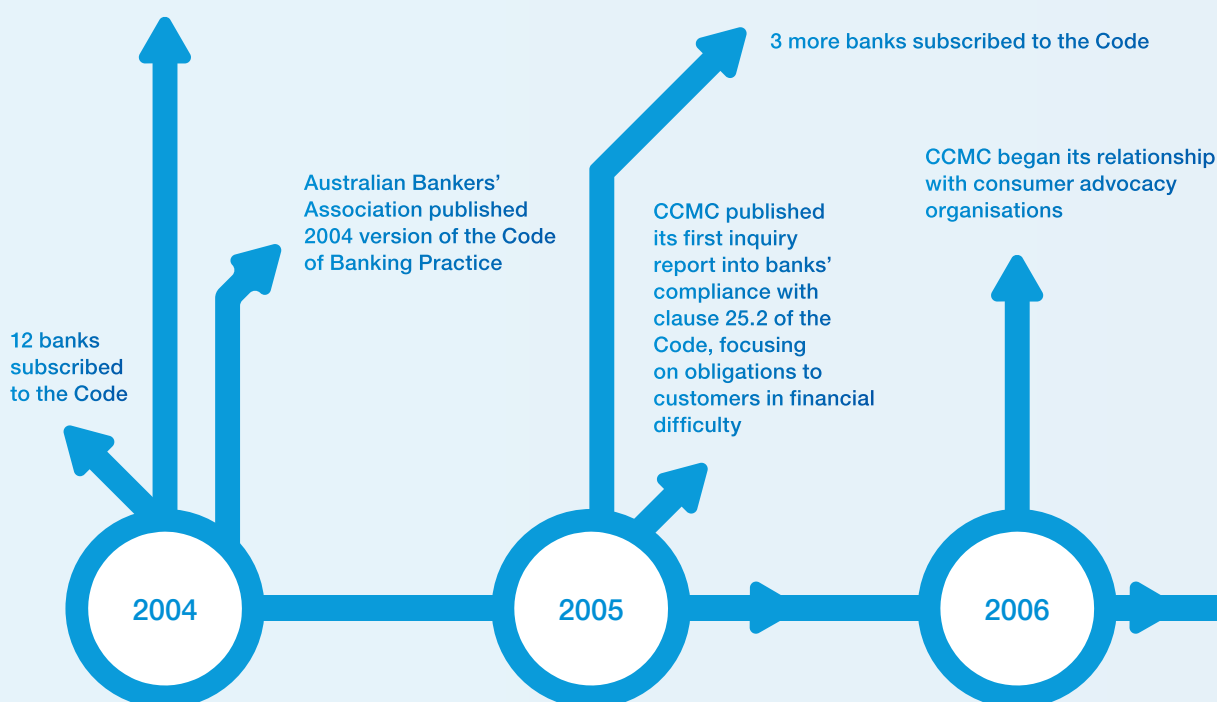 3 more banks subscribed to the Code
Australian Bankers’
Association published
2004 version of the Code
of Banking Practice
12 banks
subscribed
to the Code
CCMC published
its first inquiry
report into banks’
compliance with
clause 25.2 of the
Code, focusing
on obligations to
customers in financial
difficulty
CCMC began its relationship
with consumer advocacy
organisations
2004
2005
2006